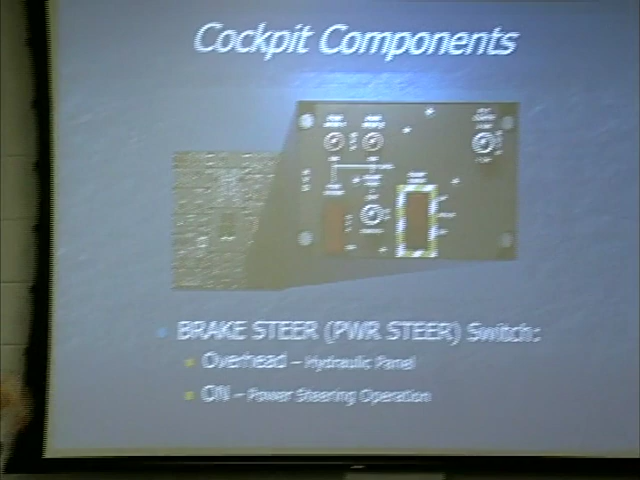 Cockpit Components
BRAKE STEER (PWR STEER) Switch:
Overhead – Hydraulic Panel
ON – Power Steering Operation